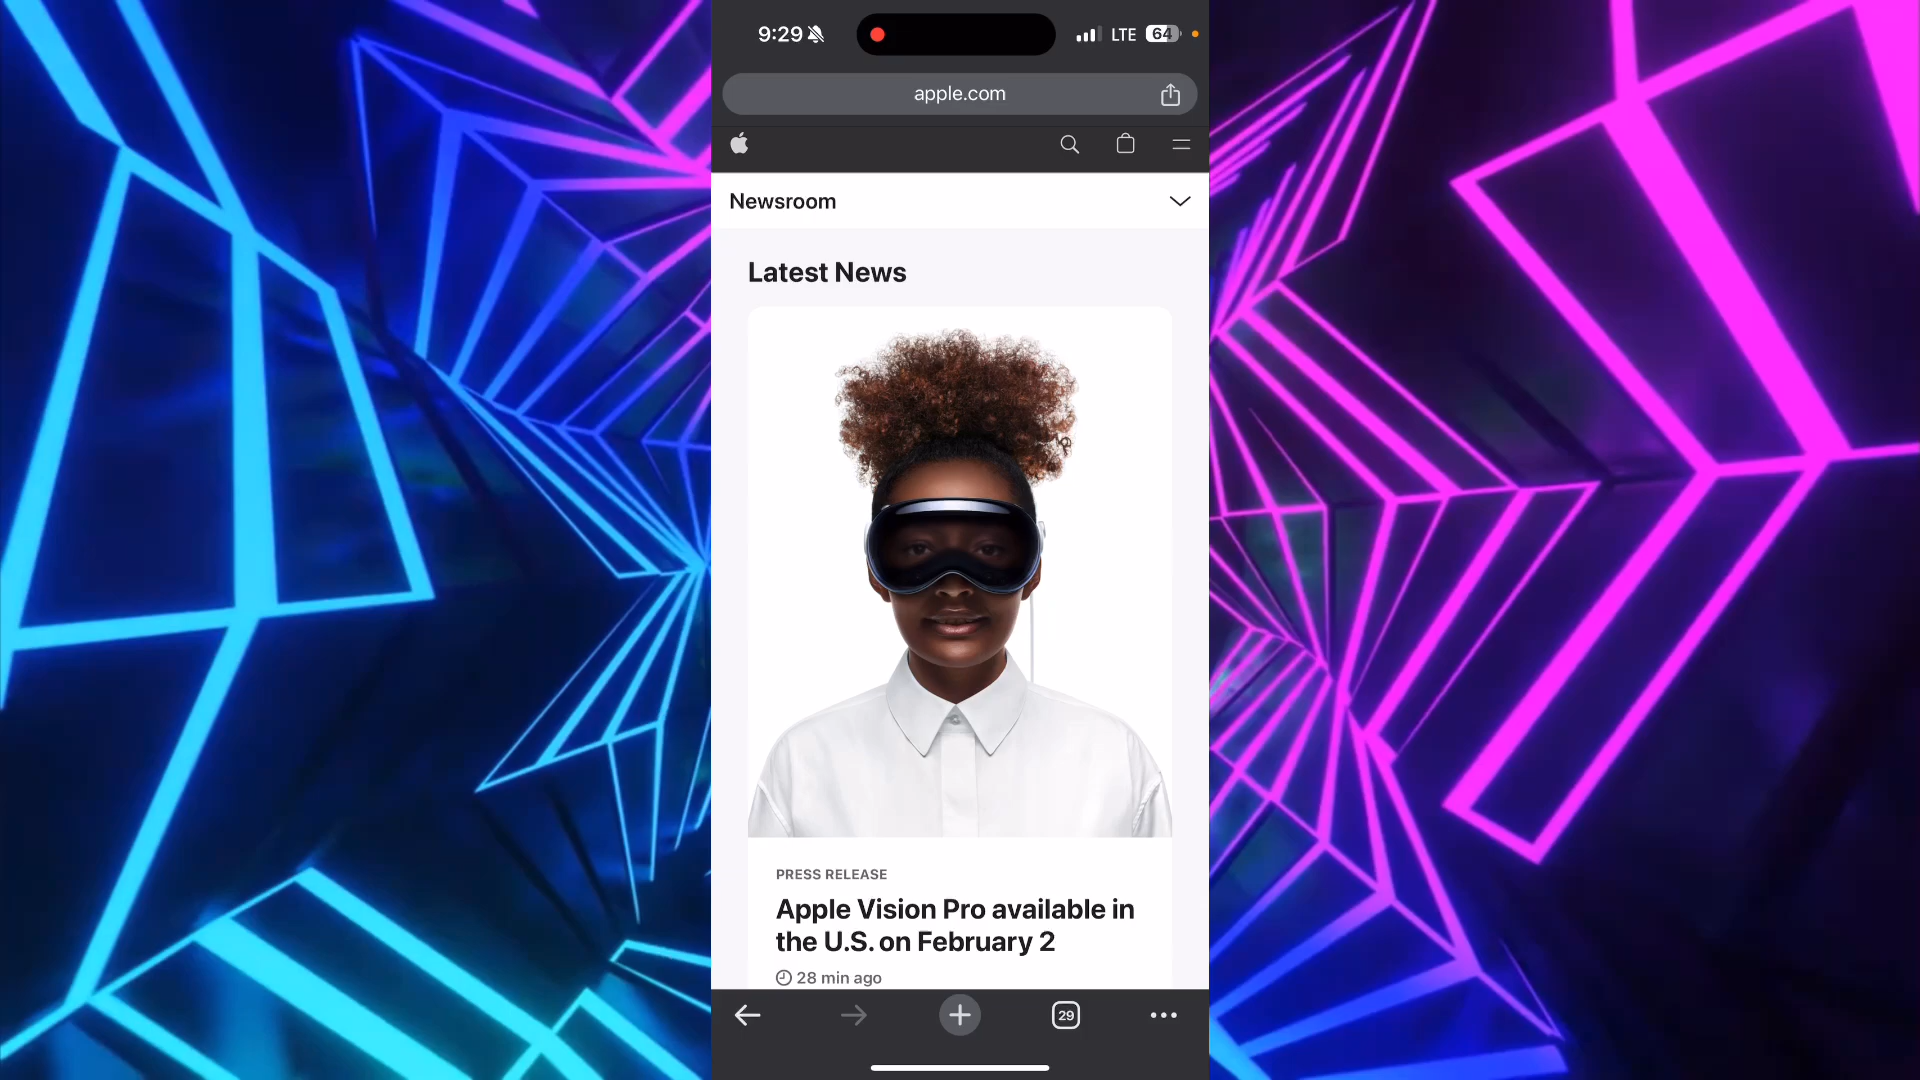 9:29 LTE 64
apple.com
Newsroom
Latest News
PRESS RELEASE
Apple Vision Pro available in
the U.S. on February 2
28 min ago
29